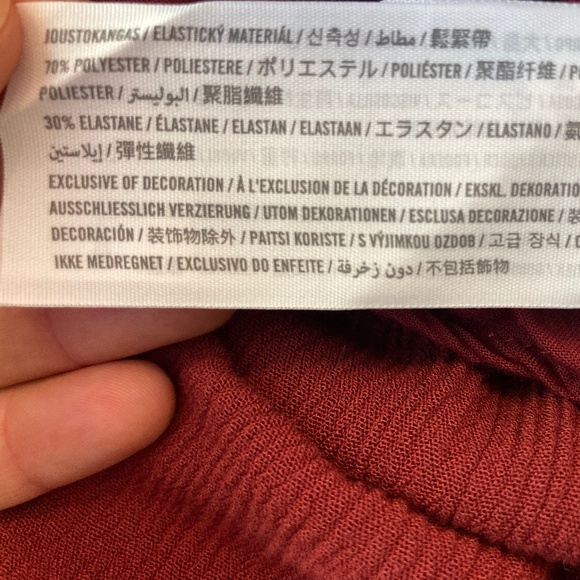 JOUSTOKANGAS / ELASTICKÝ MATERIÁL / 신축성 / مطاط / 鬆緊帶
70% POLYESTER / POLIESTERE / ポリエステル / POLIÉSTER / 聚酯纤维 /
POLIESTER / البوليستر / 聚脂纖維
30% ELASTANE / ÉLASTANE / ELASTAN / ELASTAAN / エラスタン / ELASTANO /
إيلاستين / 彈性纖維
EXCLUSIVE OF DECORATION / À L'EXCLUSION DE LA DÉCORATION / EKSKL. DEKORATIO
AUSSCHLIESSLICH VERZIERUNG / UTOM DEKORATIONEN / ESCLUSA DECORAZIONE /
DECORACIÓN / 装饰物除外 / PAITSI KORISTE / S VÝJIMKOU OZDOB / 고급 장식 /
IKKE MEDREGNET / EXCLUSIVO DO ENFEITE / دون زخرفة / 不包括飾物